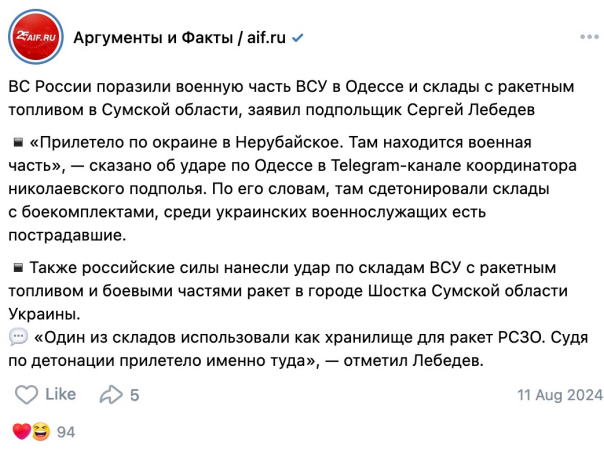 25 AIF.RU
Аргументы и Факты / aif.ru
ВС России поразили военную часть ВСУ в Одессе и склады с ракетным
топливом в Сумской области, заявил подпольщик Сергей Лебедев
▪️ «Прилетело по окраине в Нерубайское. Там находится военная
часть», — сказано об ударе по Одессе в Telegram-канале координатора
николаевского подполья. По его словам, там сдетонировали склады
с боекомплектами, среди украинских военнослужащих есть
пострадавшие.
▪️ Также российские силы нанесли удар по складам ВСУ с ракетным
топливом и боевыми частями ракет в городе Шостка Сумской области
Украины.
💬 «Один из складов использовали как хранилище для ракет РСЗО. Судя
по детонации прилетело именно туда», — отметил Лебедев.
Like 5 11 Aug 2024
94